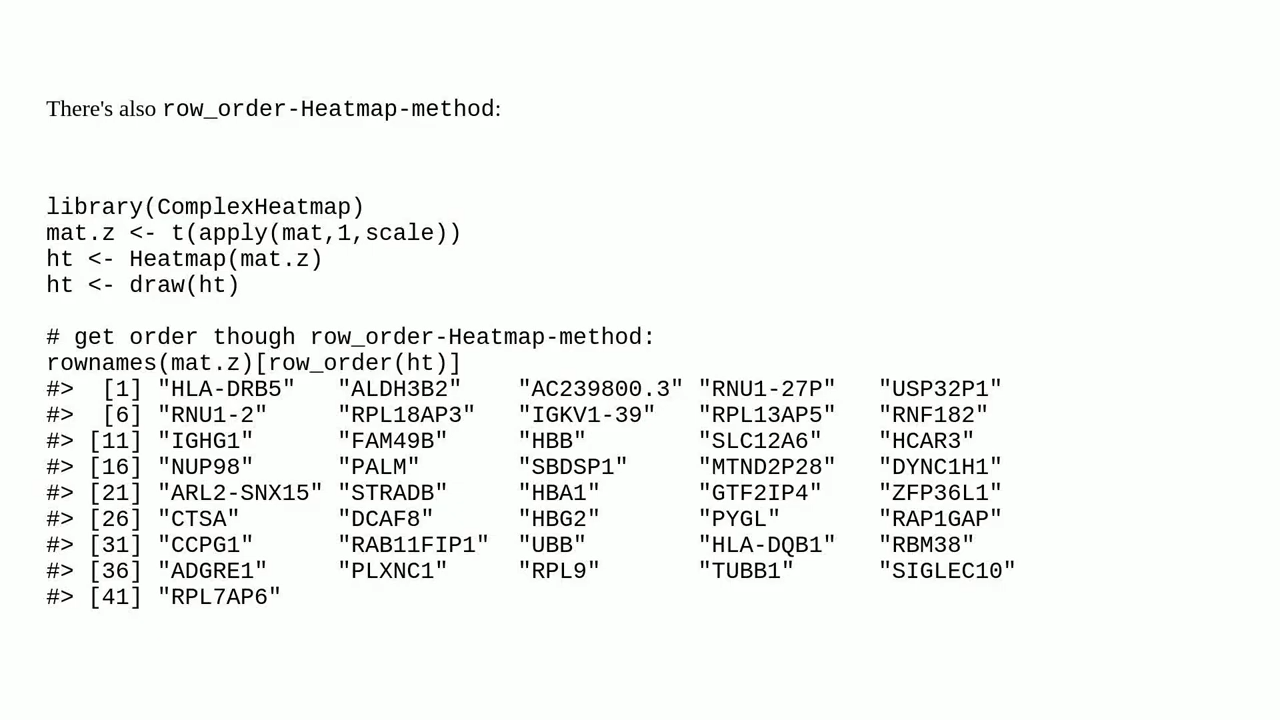 There's also row_order-Heatmap-method:
library(ComplexHeatmap)
mat.z <- t(apply(mat,1,scale))
ht <- Heatmap(mat.z)
ht <- draw(ht)
# get order though row_order-Heatmap-method:
rownames(mat.z)[row_order(ht)]
#>  [1] "HLA-DRB5"   "ALDH3B2"    "AC239800.3" "RNU1-27P"   "USP32P1"
#>  [6] "RNU1-2"     "RPL18AP3"   "IGKV1-39"   "RPL13AP5"   "RNF182"
#> [11] "IGHG1"      "FAM49B"     "HBB"        "SLC12A6"    "HCAR3"
#> [16] "NUP98"      "PALM"       "SBDSP1"     "MTND2P28"   "DYNC1H1"
#> [21] "ARL2-SNX15" "STRADB"     "HBA1"       "GTF2IP4"    "ZFP36L1"
#> [26] "CTSA"       "DCAF8"      "HBG2"       "PYGL"       "RAP1GAP"
#> [31] "CCPG1"      "RAB11FIP1"  "UBB"        "HLA-DQB1"   "RBM38"
#> [36] "ADGRE1"     "PLXNC1"     "RPL9"       "TUBB1"      "SIGLEC10"
#> [41] "RPL7AP6"